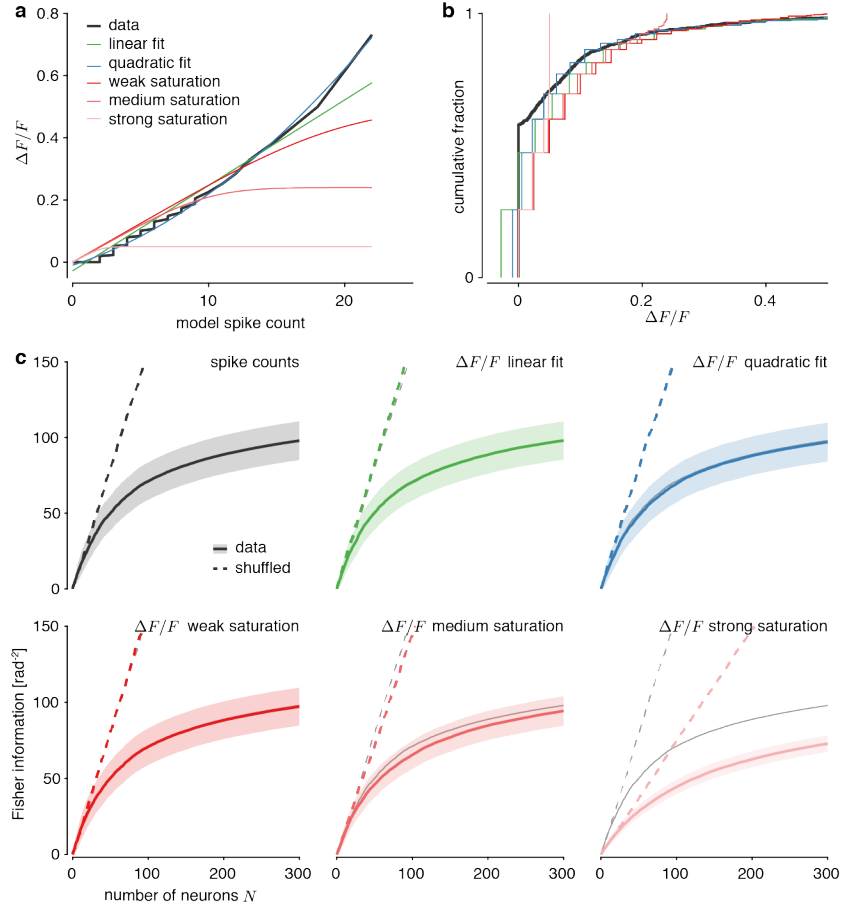 a
0.8
0.6
0.4
0.2
0
ΔF/F
data
linear fit
quadratic fit
weak saturation
medium saturation
strong saturation
0 10 20
model spike count
b
1
0
cumulative fraction
0 0.2 0.4
ΔF/F
c
150
100
50
0
spike counts
data
shuffled
ΔF/F linear fit
ΔF/F quadratic fit
150
100
50
0
Fisher information [rad⁻²]
ΔF/F weak saturation
ΔF/F medium saturation
ΔF/F strong saturation
0 100 200 300
0 100 200 300
0 100 200 300
number of neurons N